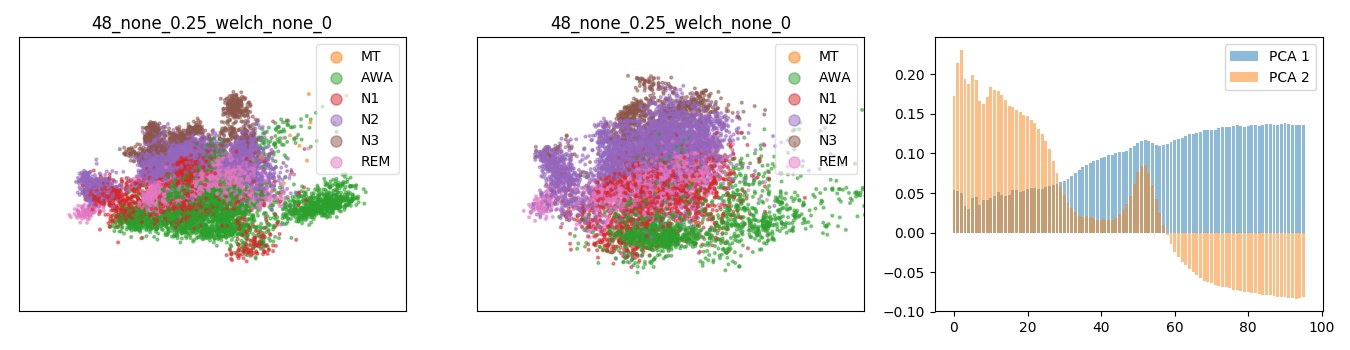 48_none_0.25_welch_none_0
MT
AWA
N1
N2
N3
REM
48_none_0.25_welch_none_0
MT
AWA
N1
N2
N3
REM
PCA 1
PCA 2
0.20
0.15
0.10
0.05
0.00
−0.05
−0.10
0 20 40 60 80 100